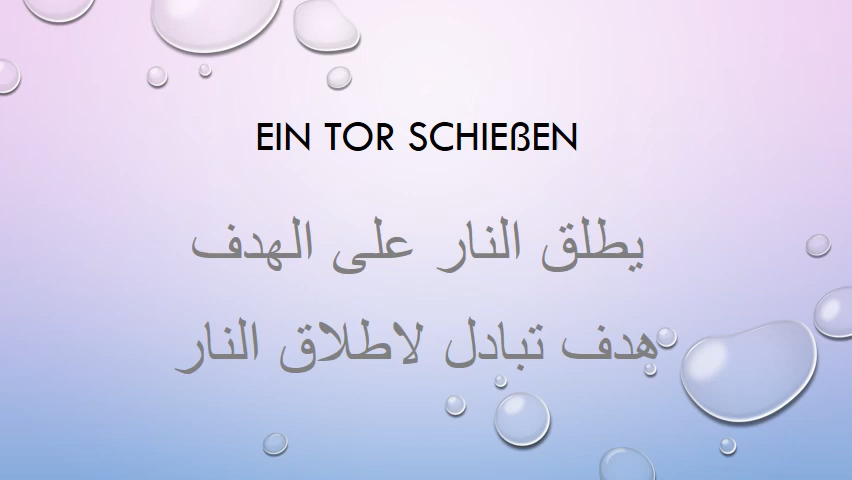 EIN TOR SCHIEßEN
يطلق النار على الهدف
هدف تبادل لاطلاق النار